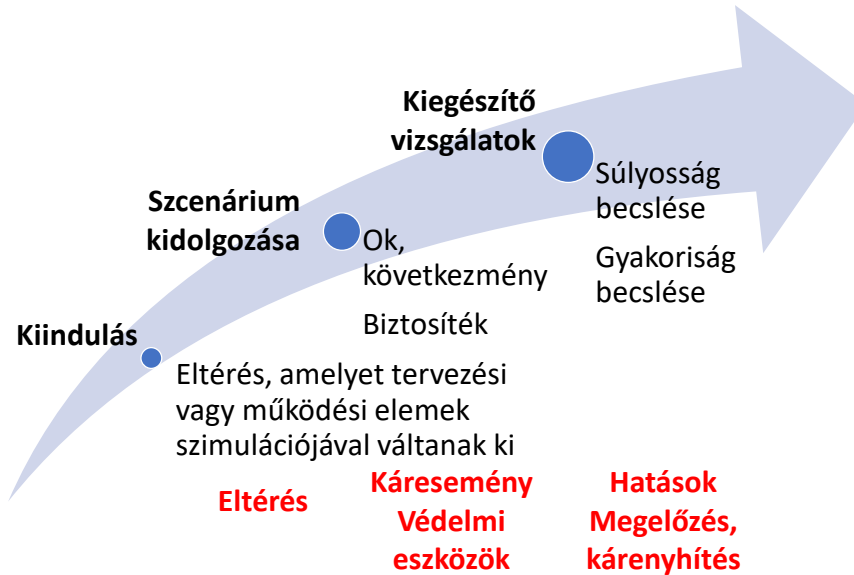 Kiindulás
Eltérés, amelyet tervezési
vagy működési elemek
szimulációjával váltanak ki
Szcenárium
kidolgozása
Ok,
következmény
Biztosíték
Kiegészítő
vizsgálatok
Súlyosság
becslése
Gyakoriság
becslése
Eltérés
Káresemény
Védelmi
eszközök
Hatások
Megelőzés,
kárenyhítés